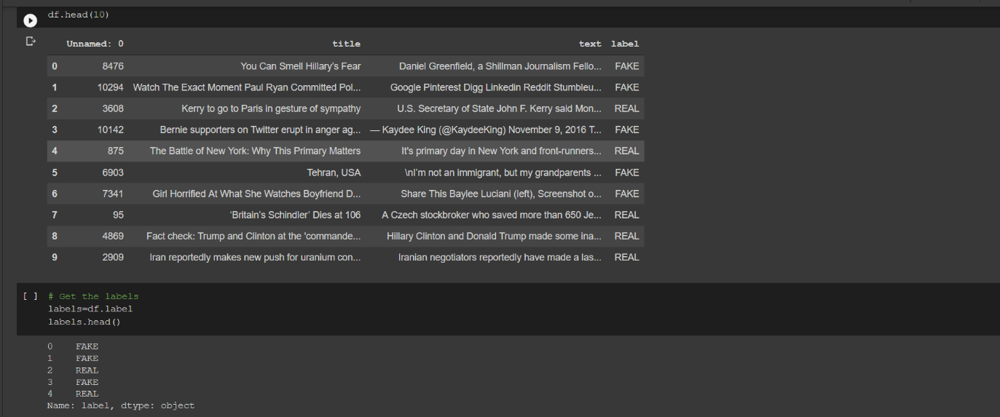 df.head(10)
Unnamed: 0 title text label
0 8476 You Can Smell Hillary's Fear Daniel Greenfield, a Shillman Journalism Fello... FAKE
1 10294 Watch The Exact Moment Paul Ryan Committed Pol... Google Pinterest Digg Linkedin Reddit Stumbleu... FAKE
2 3608 Kerry to go to Paris in gesture of sympathy U.S. Secretary of State John F. Kerry said Mon... REAL
3 10142 Bernie supporters on Twitter erupt in anger ag... — Kaydee King (@KaydeeKing) November 9, 2016 T... FAKE
4 875 The Battle of New York: Why This Primary Matters It's primary day in New York and front-runners... REAL
5 6903 Tehran, USA \nI'm not an immigrant, but my grandparents ... FAKE
6 7341 Girl Horrified At What She Watches Boyfriend D... Share This Baylee Luciani (left), Screenshot o... FAKE
7 95 ‘Britain's Schindler’ Dies at 106 A Czech stockbroker who saved more than 650 Je... REAL
8 4869 Fact check: Trump and Clinton at the 'commande... Hillary Clinton and Donald Trump made some ina... REAL
9 2909 Iran reportedly makes new push for uranium con... Iranian negotiators reportedly have made a las... REAL
[ ] # Get the labels
labels=df.label
labels.head()
0 FAKE
1 FAKE
2 REAL
3 FAKE
4 REAL
Name: label, dtype: object